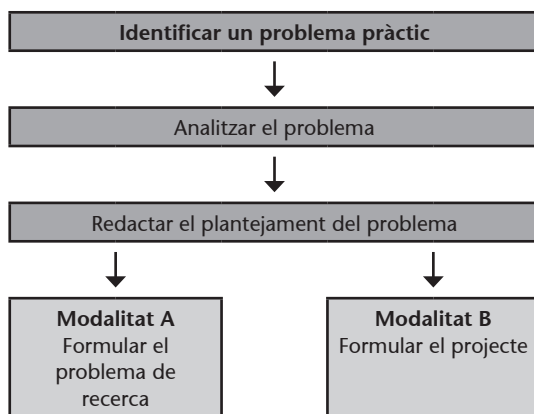 Identificar un problema pràctic
Analitzar el problema
Redactar el plantejament del problema
Modalitat A
Formular el
problema de
recerca
Modalitat B
Formular el projecte